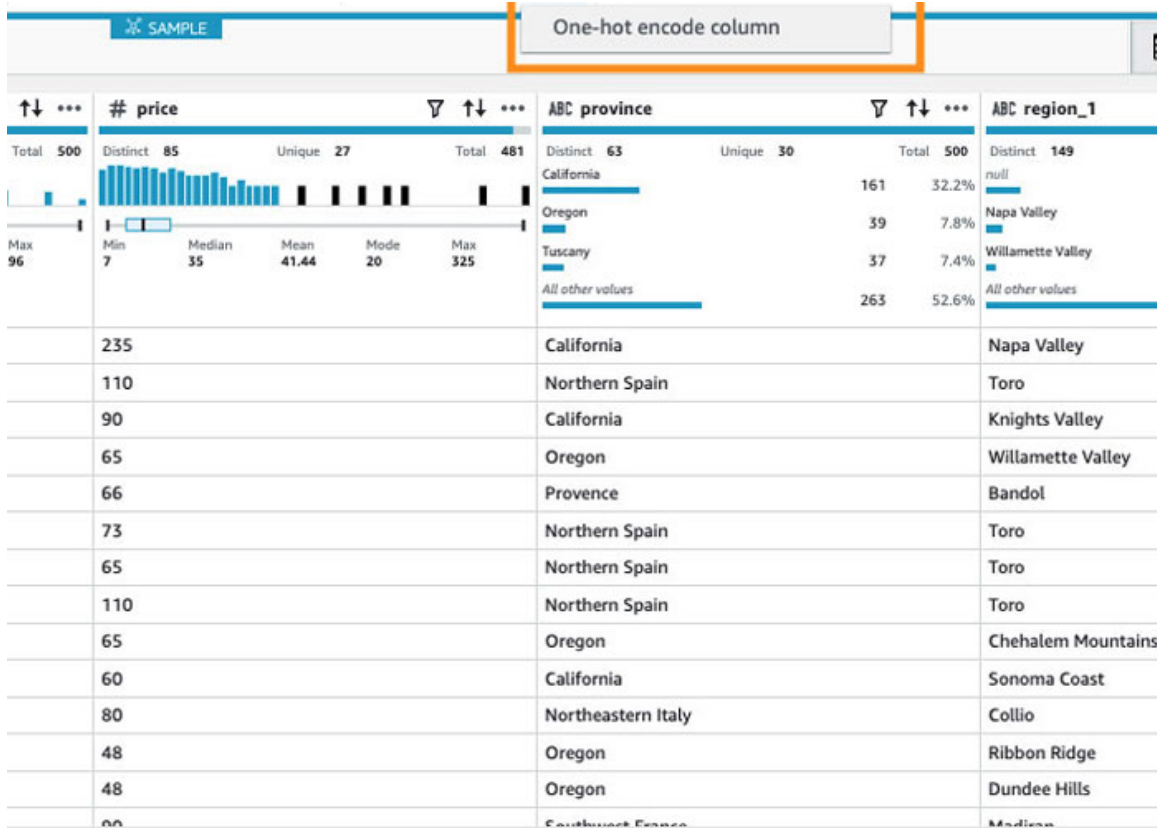 SAMPLE One-hot encode column
# price ABC province ABC region_1
Total 500 Distinct 85 Unique 27 Total 481 Distinct 63 Unique 30 Total 500 Distinct 149
California 161 32.2% null
Oregon 39 7.8% Napa Valley
Max Min Median Mean Mode Max Tuscany 37 7.4% Willamette Valley
96 7 35 41.44 20 325
All other values 263 52.6% All other values
235 California Napa Valley
110 Northern Spain Toro
90 California Knights Valley
65 Oregon Willamette Valley
66 Provence Bandol
73 Northern Spain Toro
65 Northern Spain Toro
110 Northern Spain Toro
65 Oregon Chehalem Mountains
60 California Sonoma Coast
80 Northeastern Italy Collio
48 Oregon Ribbon Ridge
48 Oregon Dundee Hills
90 Southwest France Madiran